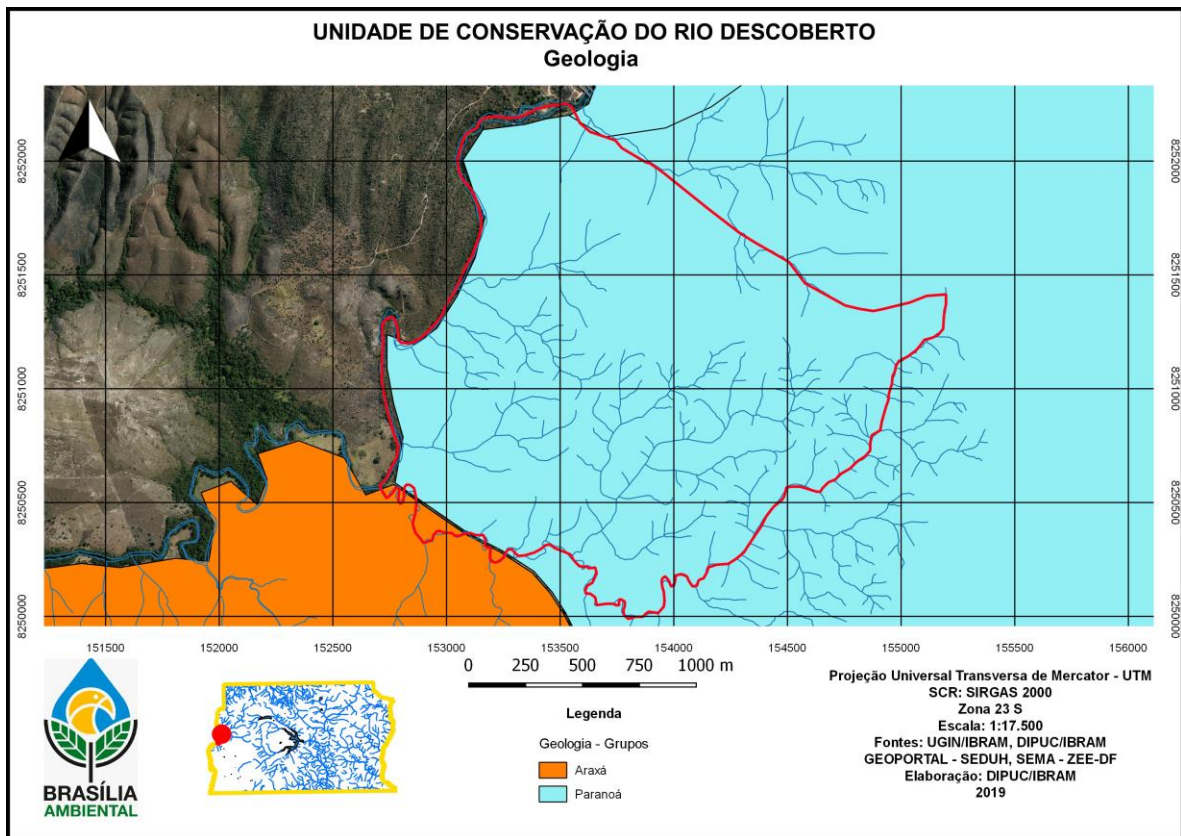 UNIDADE DE CONSERVAÇÃO DO RIO DESCOBERTO
Geologia
8252000
8251500
8251000
8250500
8250000
8252000
8251500
8251000
8250500
8250000
151500
152000
152500
153000
153500
154000
154500
155000
155500
156000
0 250 500 750 1000 m
Legenda
Geologia - Grupos
Araxá
Paranoá
BRASÍLIA
AMBIENTAL
Projeção Universal Transversa de Mercator - UTM
SCR: SIRGAS 2000
Zona 23 S
Escala: 1:17.500
Fontes: UGIN/IBRAM, DIPUC/IBRAM
GEOPORTAL - SEDUH, SEMA - ZEE-DF
Elaboração: DIPUC/IBRAM
2019